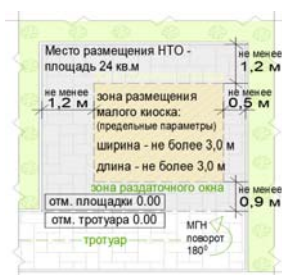 Место размещения НТО -
площадь 24 кв.м
не менее
1,2 м
не менее
1,2 м
зона размещения
малого киоска:
(предельные параметры)
ширина - не более 3,0 м
длина - не более 3,0 м
не менее
0,5 м
зона раздаточного окна
не менее
0,9 м
отм. площадки 0.00
отм. тротуара 0.00
тротуар
МГН
поворот
180⁰